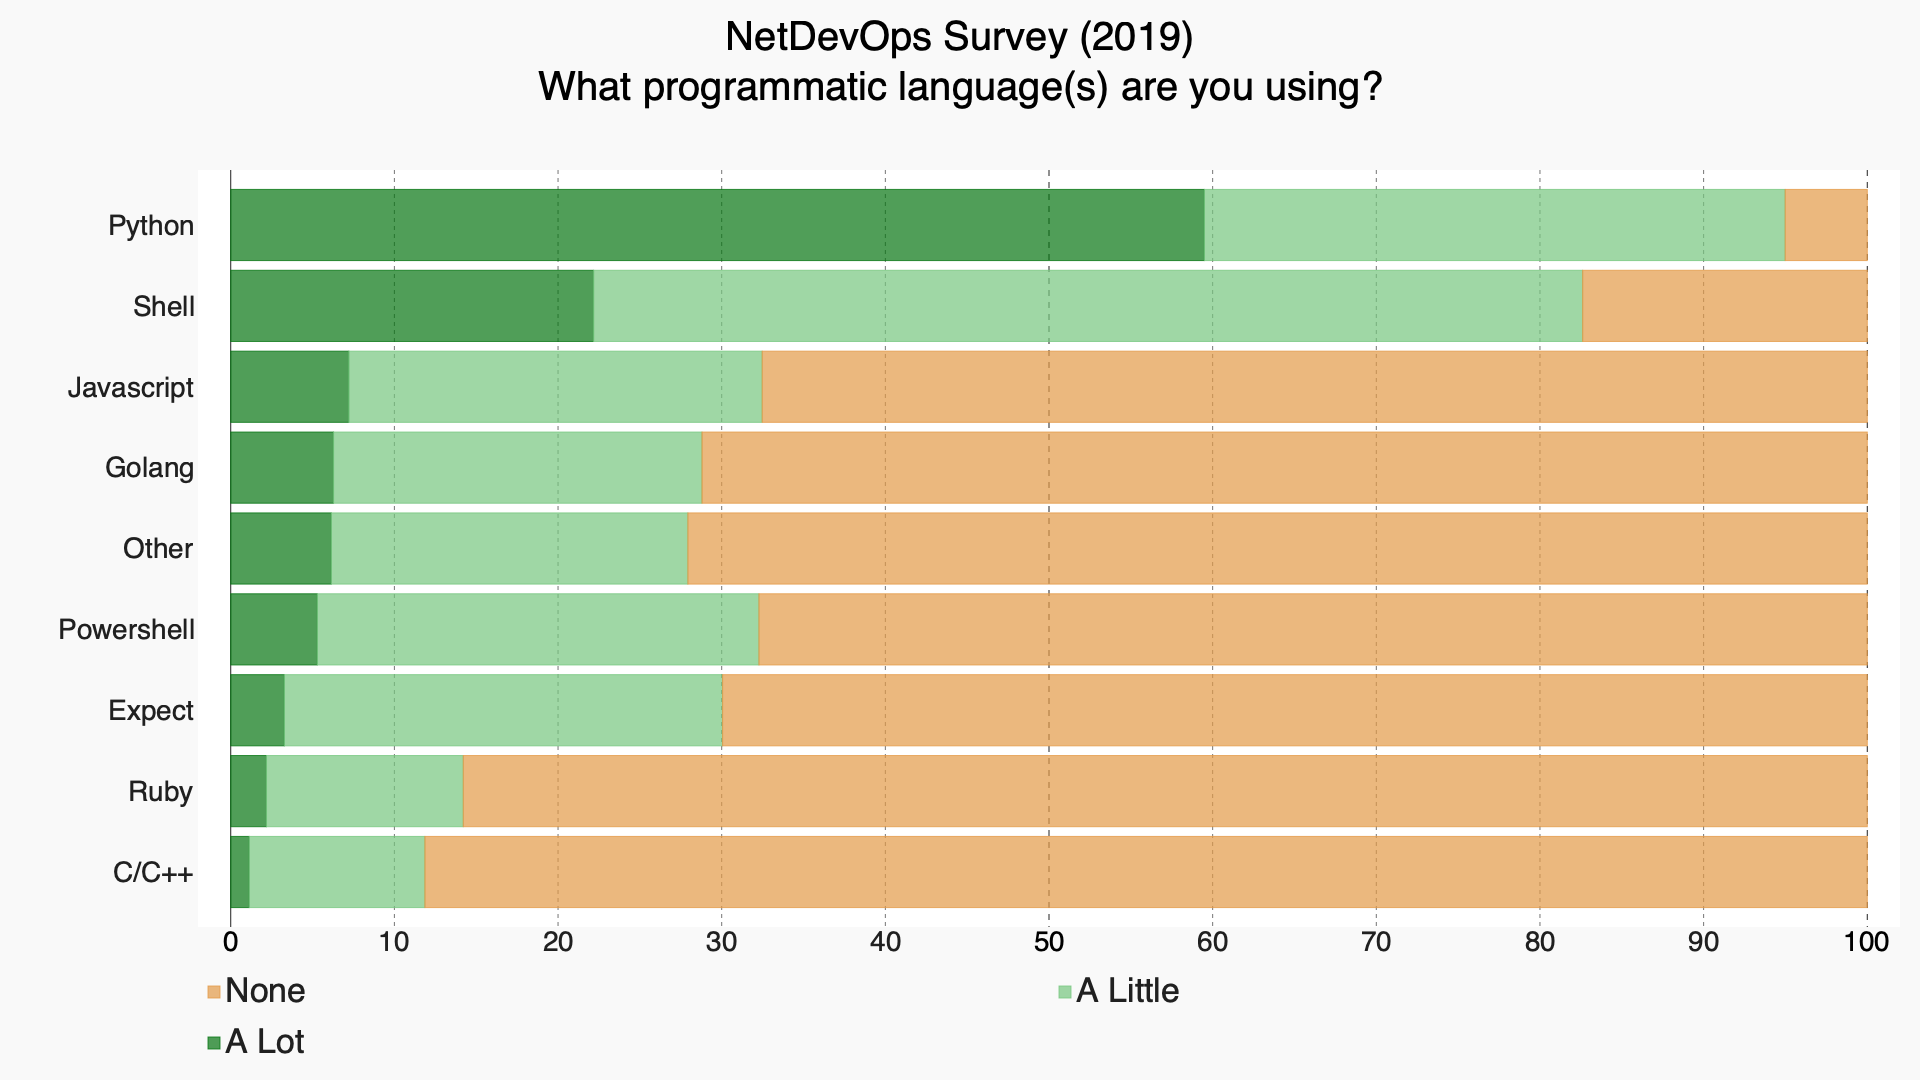 NetDevOps Survey (2019)
What programmatic language(s) are you using?
Python
Shell
Javascript
Golang
Other
Powershell
Expect
Ruby
C/C++
0 10 20 30 40 50 60 70 80 90 100
None A Little
A Lot